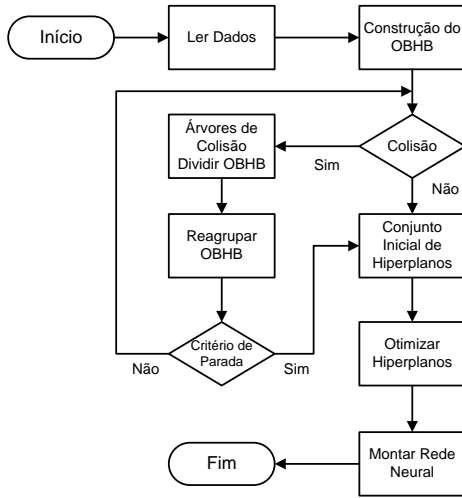 Início
Ler Dados
Construção do
OBHB
Colisão
Sim
Não
Árvores de
Colisão
Dividir OBHB
Reagrupar
OBHB
Critério de
Parada
Não
Sim
Conjunto
Inicial de
Hiperplanos
Otimizar
Hiperplanos
Montar Rede
Neural
Fim